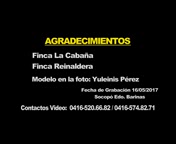 AGRADECIMIENTOS
Finca La Cabaña
Finca Reinaldera
Modelo en la foto: Yuleinis Pérez
Fecha de Grabación 16/05/2017
Socopó Edo. Barinas
Contactos Video: 0416-520.66.82 / 0416-574.82.71